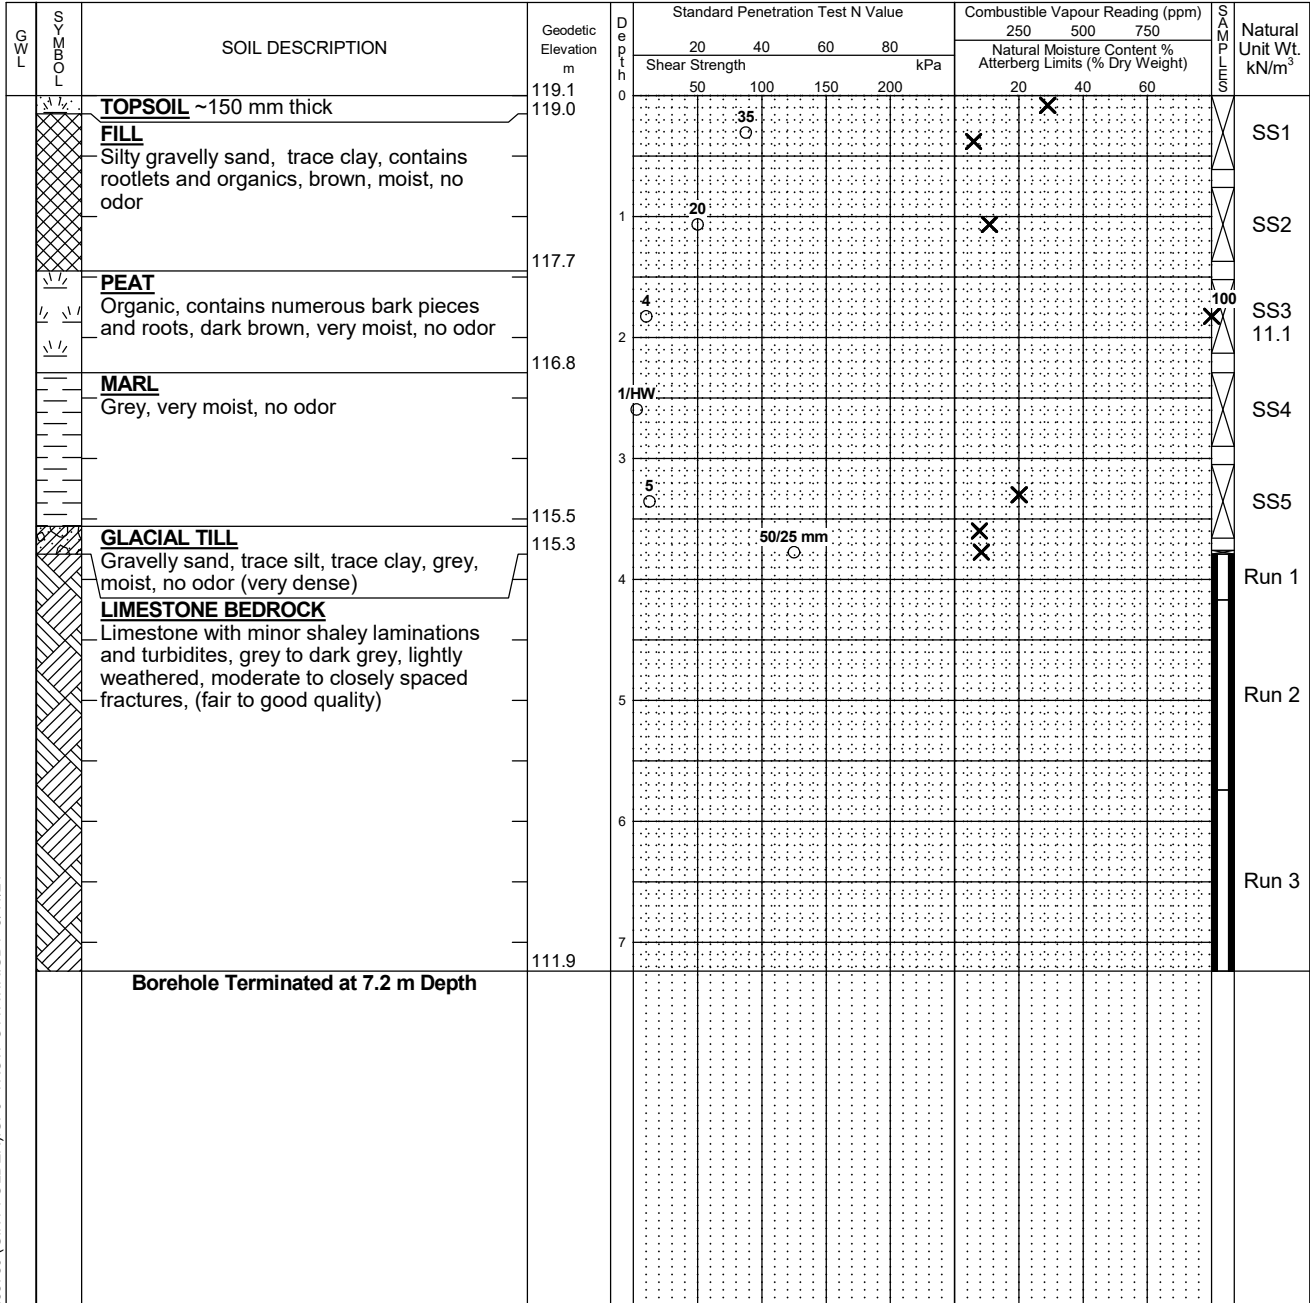 GWL
SYMBOL
SOIL DESCRIPTION
Geodetic
Elevation
m
Depth
Standard Penetration Test N Value
20 40 60 80
Shear Strength kPa
50 100 150 200
Combustible Vapour Reading (ppm)
250 500 750
Natural Moisture Content %
Atterberg Limits (% Dry Weight)
20 40 60
SAMPLES
Natural
Unit Wt.
kN/m³
119.1
0
TOPSOIL ~150 mm thick
119.0
FILL
Silty gravelly sand, trace clay, contains
rootlets and organics, brown, moist, no
odor
35
SS1
1
20
SS2
117.7
PEAT
Organic, contains numerous bark pieces
and roots, dark brown, very moist, no odor
4
100
SS3
11.1
2
116.8
MARL
Grey, very moist, no odor
1/HW
SS4
3
5
SS5
115.5
GLACIAL TILL
115.3
Gravelly sand, trace silt, trace clay, grey,
moist, no odor (very dense)
50/25 mm
4
Run 1
LIMESTONE BEDROCK
Limestone with minor shaley laminations
and turbidites, grey to dark grey, lightly
weathered, moderate to closely spaced
fractures, (fair to good quality)
5
Run 2
6
Run 3
7
111.9
Borehole Terminated at 7.2 m Depth